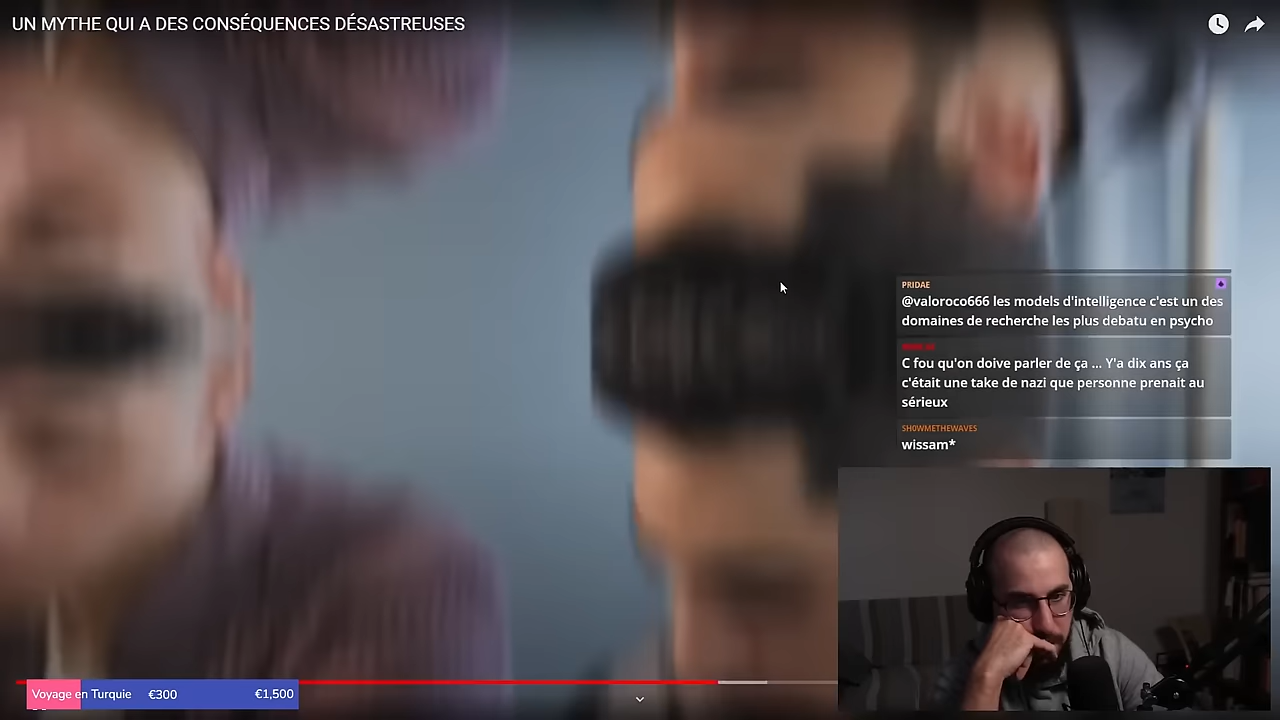 UN MYTHE QUI A DES CONSÉQUENCES DÉSASTREUSES
PRIDAE
@valoroco666 les models d'intelligence c'est un des
domaines de recherche les plus debatu en psycho
C fou qu'on doive parler de ça ... Y'a dix ans ça
c'était une take de nazi que personne prenait au
sérieux
SH0WMETHEWAVES
wissam*
Voyage en Turquie €300 €1,500